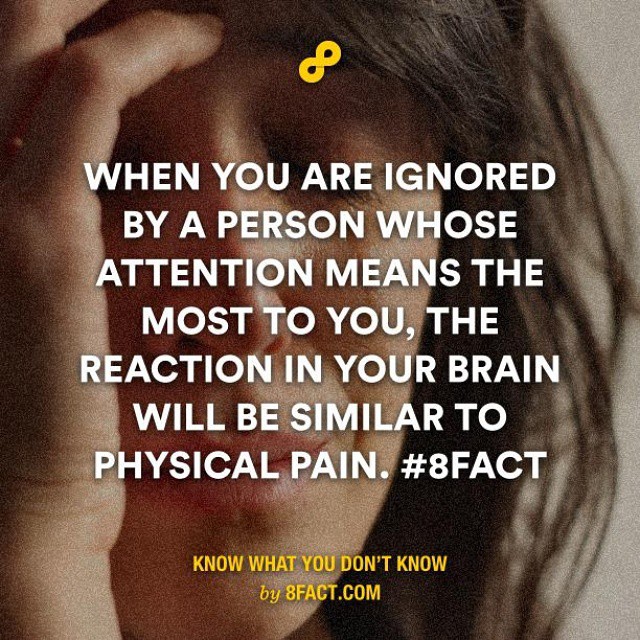 WHEN YOU ARE IGNORED
BY A PERSON WHOSE
ATTENTION MEANS THE
MOST TO YOU, THE
REACTION IN YOUR BRAIN
WILL BE SIMILAR TO
PHYSICAL PAIN. #8FACT
KNOW WHAT YOU DON'T KNOW
by 8FACT.COM